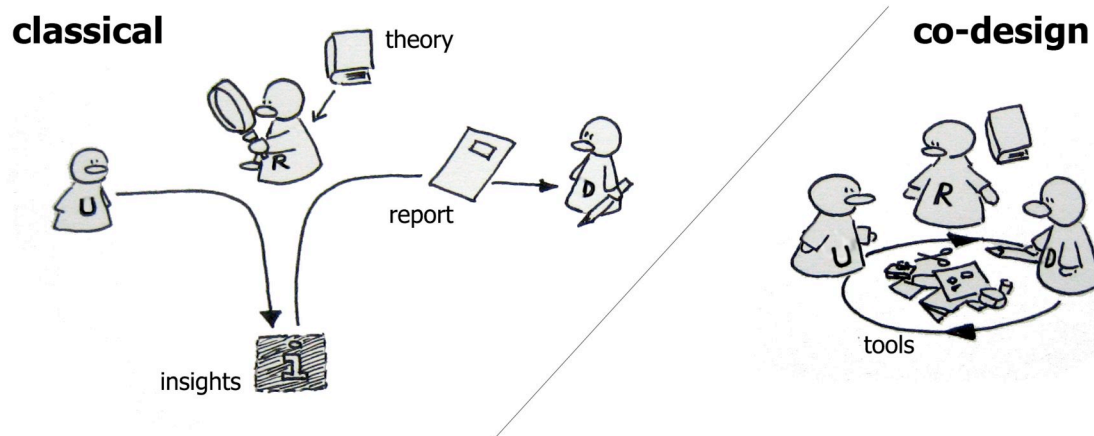 classical
co-design
theory
R
U
report
D
insights
i
R
U
D
tools